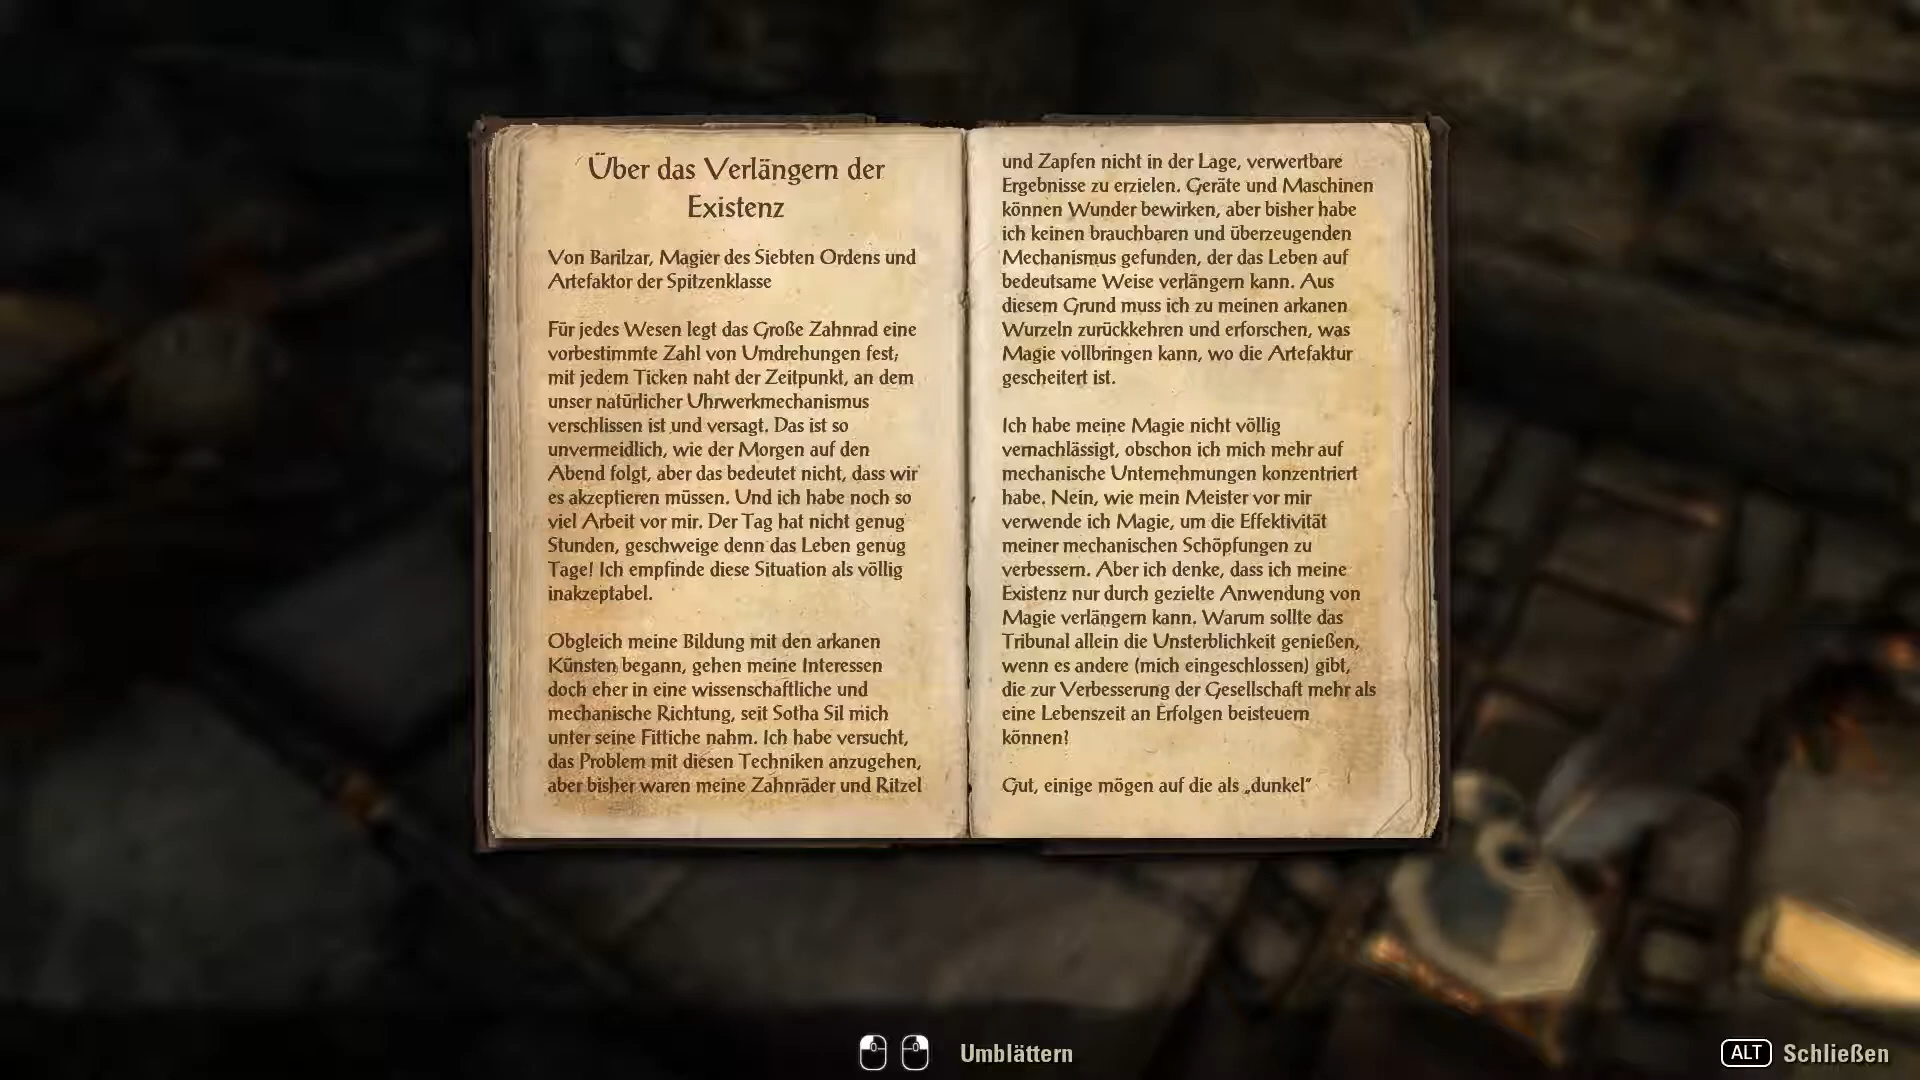 Über das Verlängern der
Existenz
Von Barilzar, Magier des Siebten Ordens und
Artefaktor der Spitzenklasse
Für jedes Wesen legt das Große Zahnrad eine
vorbestimmte Zahl von Umdrehungen fest;
mit jedem Ticken naht der Zeitpunkt, an dem
unser natürlicher Uhrwerkmechanismus
verschlissen ist und versagt. Das ist so
unvermeidlich, wie der Morgen auf den
Abend folgt, aber das bedeutet nicht, dass wir
es akzeptieren müssen. Und ich habe noch so
viel Arbeit vor mir. Der Tag hat nicht genug
Stunden, geschweige denn das Leben genug
Tage! Ich empfinde diese Situation als völlig
inakzeptabel.
Obgleich meine Bildung mit den arkanen
Künsten begann, gehen meine Interessen
doch eher in eine wissenschaftliche und
mechanische Richtung, seit Sotha Sil mich
unter seine Fittiche nahm. Ich habe versucht,
das Problem mit diesen Techniken anzugehen,
aber bisher waren meine Zahnräder und Ritzel
und Zapfen nicht in der Lage, verwertbare
Ergebnisse zu erzielen. Geräte und Maschinen
können Wunder bewirken, aber bisher habe
ich keinen brauchbaren und überzeugenden
Mechanismus gefunden, der das Leben auf
bedeutsame Weise verlängern kann. Aus
diesem Grund muss ich zu meinen arkanen
Wurzeln zurückkehren und erforschen, was
Magie vollbringen kann, wo die Artefaktur
gescheitert ist.
Ich habe meine Magie nicht völlig
vernachlässigt, obschon ich mich mehr auf
mechanische Unternehmungen konzentriert
habe. Nein, wie mein Meister vor mir
verwende ich Magie, um die Effektivität
meiner mechanischen Schöpfungen zu
verbessern. Aber ich denke, dass ich meine
Existenz nur durch gezielte Anwendung von
Magie verlängern kann. Warum sollte das
Tribunal allein die Unsterblichkeit genießen,
wenn es andere (mich eingeschlossen) gibt,
die zur Verbesserung der Gesellschaft mehr als
eine Lebenszeit an Erfolgen beisteuern
können?
Gut, einige mögen auf die als „dunkel“
Umblättern
ALT Schließen